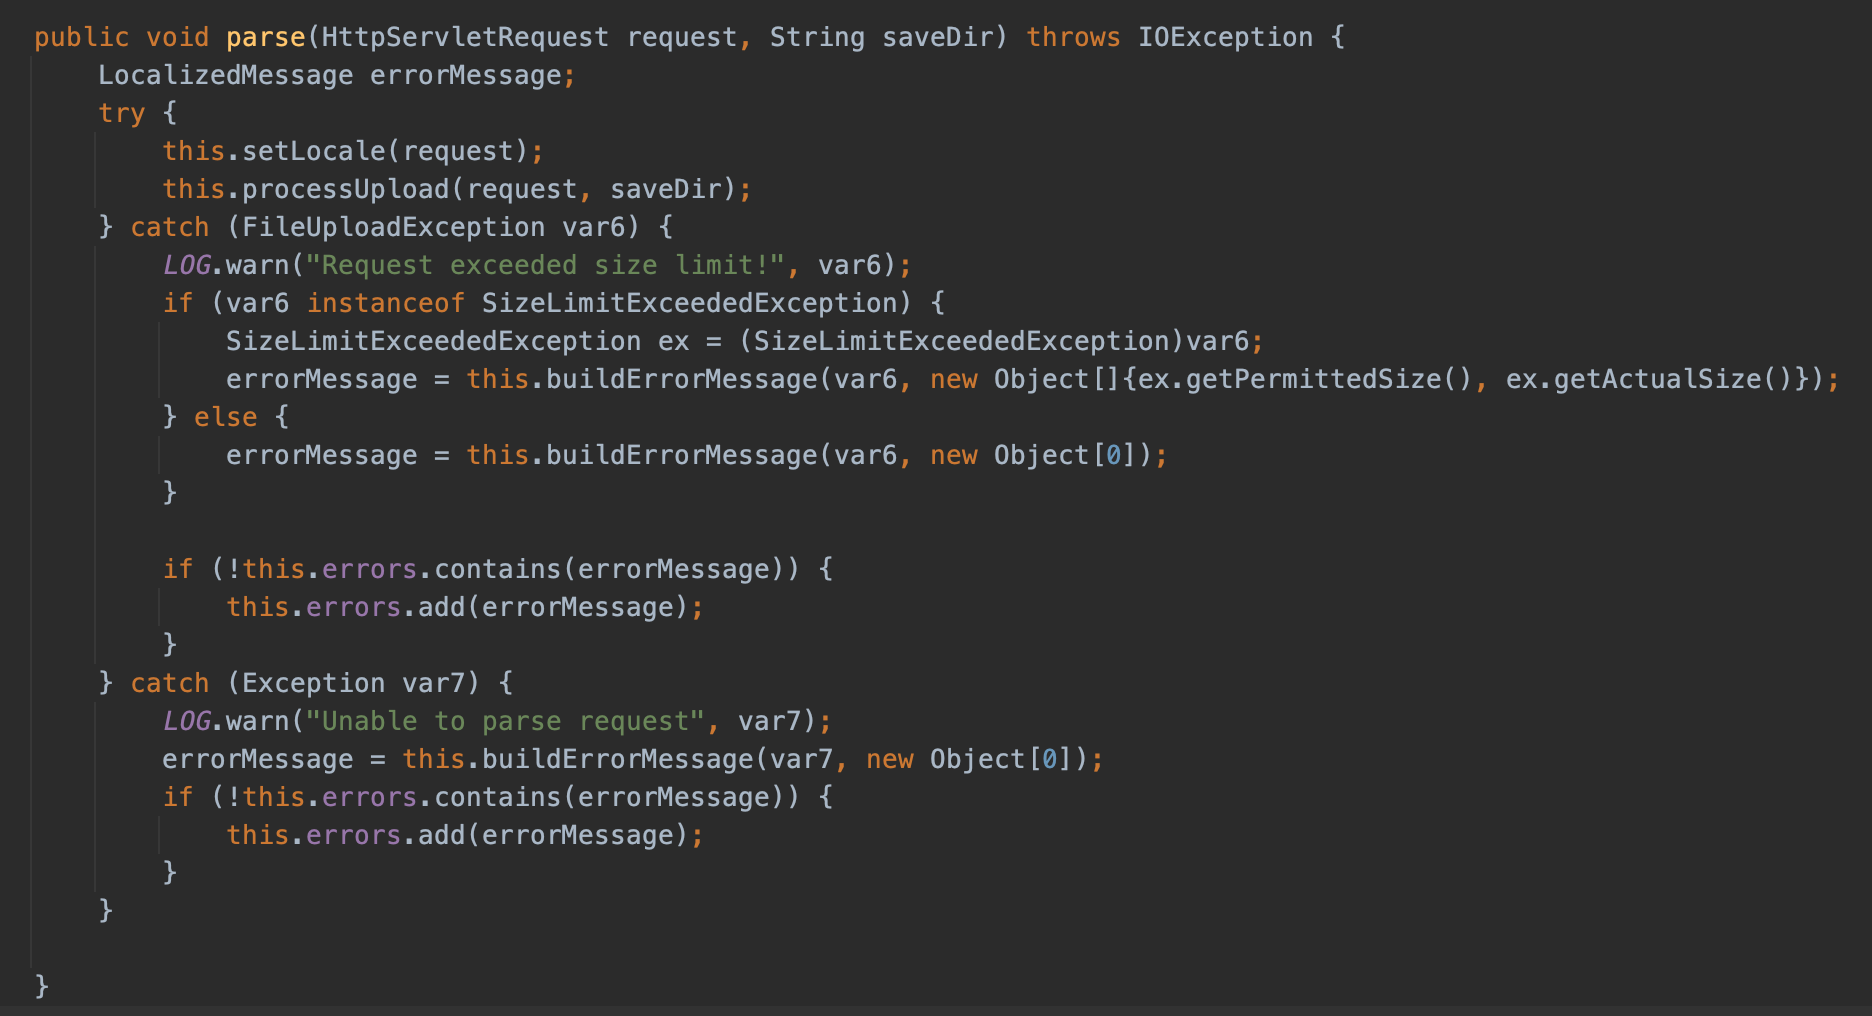 public void parse(HttpServletRequest request, String saveDir) throws IOException {
    LocalizedMessage errorMessage;
    try {
        this.setLocale(request);
        this.processUpload(request, saveDir);
    } catch (FileUploadException var6) {
        LOG.warn("Request exceeded size limit!", var6);
        if (var6 instanceof SizeLimitExceededException) {
            SizeLimitExceededException ex = (SizeLimitExceededException)var6;
            errorMessage = this.buildErrorMessage(var6, new Object[]{ex.getPermittedSize(), ex.getActualSize()});
        } else {
            errorMessage = this.buildErrorMessage(var6, new Object[0]);
        }

        if (!this.errors.contains(errorMessage)) {
            this.errors.add(errorMessage);
        }
    } catch (Exception var7) {
        LOG.warn("Unable to parse request", var7);
        errorMessage = this.buildErrorMessage(var7, new Object[0]);
        if (!this.errors.contains(errorMessage)) {
            this.errors.add(errorMessage);
        }
    }

}